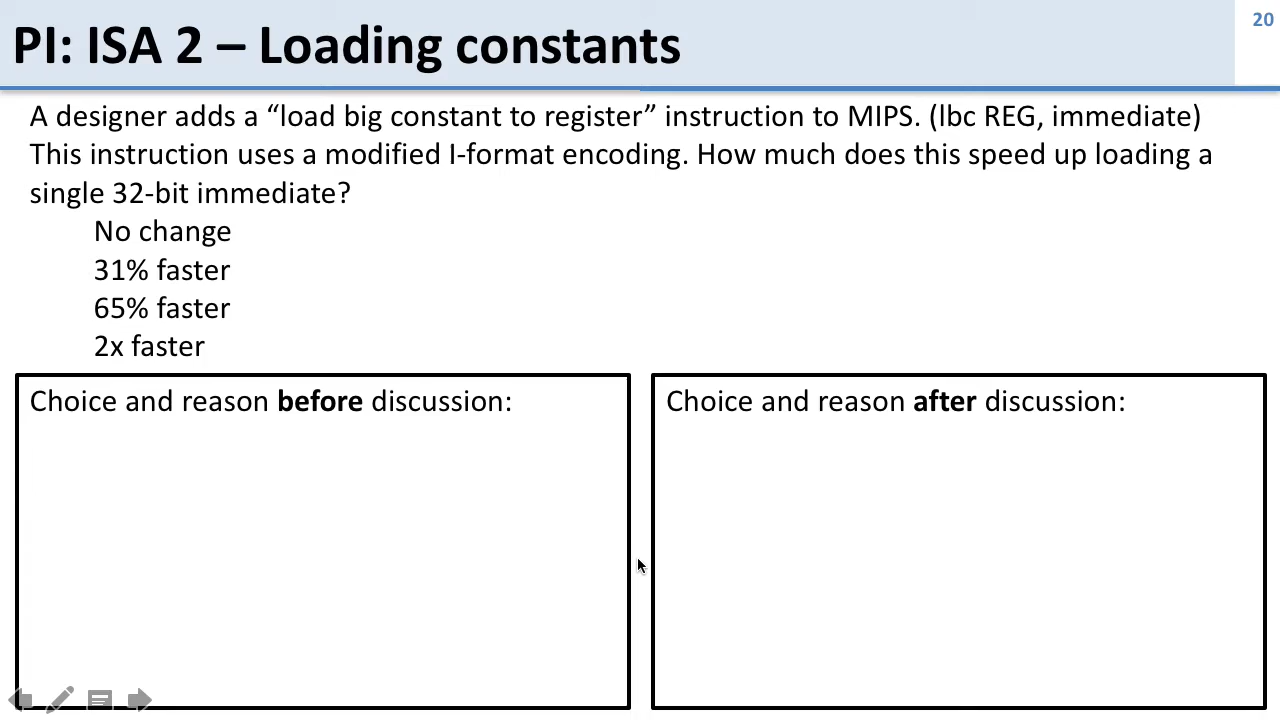 PI: ISA 2 – Loading constants
20
A designer adds a “load big constant to register” instruction to MIPS. (lbc REG, immediate)
This instruction uses a modified I-format encoding. How much does this speed up loading a
single 32-bit immediate?
No change
31% faster
65% faster
2x faster
Choice and reason before discussion:
Choice and reason after discussion: